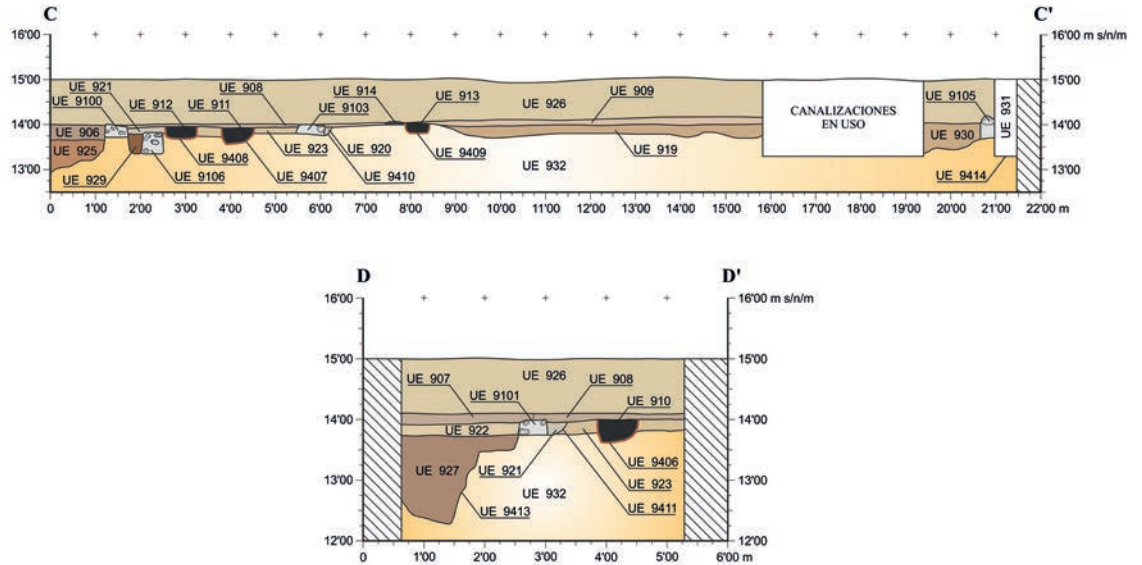 C C'
16'00 16'00 m s/n/m
15'00 15'00
14'00 14'00
13'00 13'00
UE 921
UE 9100
UE 912
UE 911
UE 908
UE 9103
UE 914
UE 913
UE 926
UE 909
CANALIZACIONES
EN USO
UE 9105
UE 931
UE 906
UE 925
UE 930
UE 929
UE 9106
UE 9408
UE 9407
UE 923
UE 9410
UE 920
UE 9409
UE 932
UE 919
UE 9414
0 1'00 2'00 3'00 4'00 5'00 6'00 7'00 8'00 9'00 10'00 11'00 12'00 13'00 14'00 15'00 16'00 17'00 18'00 19'00 20'00 21'00 22'00 m
D D'
16'00 16'00 m s/n/m
15'00 15'00
14'00 14'00
13'00 13'00
12'00 12'00
UE 907
UE 9101
UE 926
UE 908
UE 910
UE 922
UE 927
UE 921
UE 932
UE 9413
UE 9406
UE 923
UE 9411
0 1'00 2'00 3'00 4'00 5'00 6'00 m